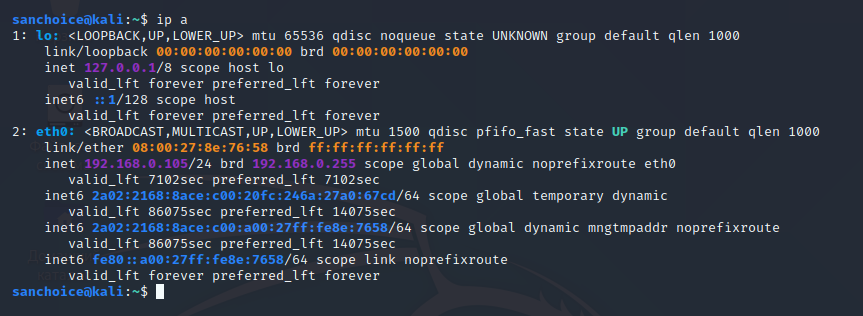 sanchoice@kali:~$ ip a
1: lo: <LOOPBACK,UP,LOWER_UP> mtu 65536 qdisc noqueue state UNKNOWN group default qlen 1000
    link/loopback 00:00:00:00:00:00 brd 00:00:00:00:00:00
    inet 127.0.0.1/8 scope host lo
       valid_lft forever preferred_lft forever
    inet6 ::1/128 scope host
       valid_lft forever preferred_lft forever
2: eth0: <BROADCAST,MULTICAST,UP,LOWER_UP> mtu 1500 qdisc pfifo_fast state UP group default qlen 1000
    link/ether 08:00:27:8e:76:58 brd ff:ff:ff:ff:ff:ff
    inet 192.168.0.105/24 brd 192.168.0.255 scope global dynamic noprefixroute eth0
       valid_lft 7102sec preferred_lft 7102sec
    inet6 2a02:2168:8ace:c00:20fc:246a:27a0:67cd/64 scope global temporary dynamic
       valid_lft 86075sec preferred_lft 14075sec
    inet6 2a02:2168:8ace:c00:a00:27ff:fe8e:7658/64 scope global dynamic mngtmpaddr noprefixroute
       valid_lft 86075sec preferred_lft 14075sec
    inet6 fe80::a00:27ff:fe8e:7658/64 scope link noprefixroute
       valid_lft forever preferred_lft forever
sanchoice@kali:~$